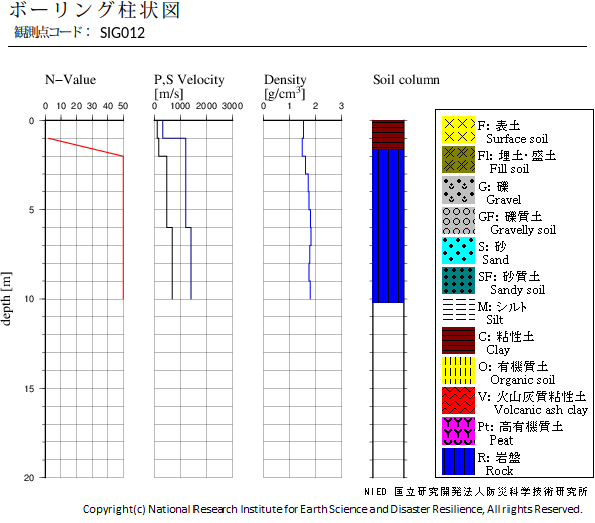 ボーリング柱状図
観測点コード： SIG012
N−Value
P,S Velocity
[m/s]
Density
[g/cm3]
Soil column
0 10 20 30 40 50
0 1000 2000 3000
0 1 2 3
0
5
10
15
20
depth [m]
F: 表土
Surface soil
Fl: 埋土・盛土
Fill soil
G: 礫
Gravel
GF: 礫質土
Gravelly soil
S: 砂
Sand
SF: 砂質土
Sandy soil
M: シルト
Silt
C: 粘性土
Clay
O: 有機質土
Organic soil
V: 火山灰質粘性土
Volcanic ash clay
Pt: 高有機質土
Peat
R: 岩盤
Rock
NIED 国立研究開発法人防災科学技術研究所
Copyright(c) National Research Institute for Earth Science and Disaster Resilience, All rights Reserved.